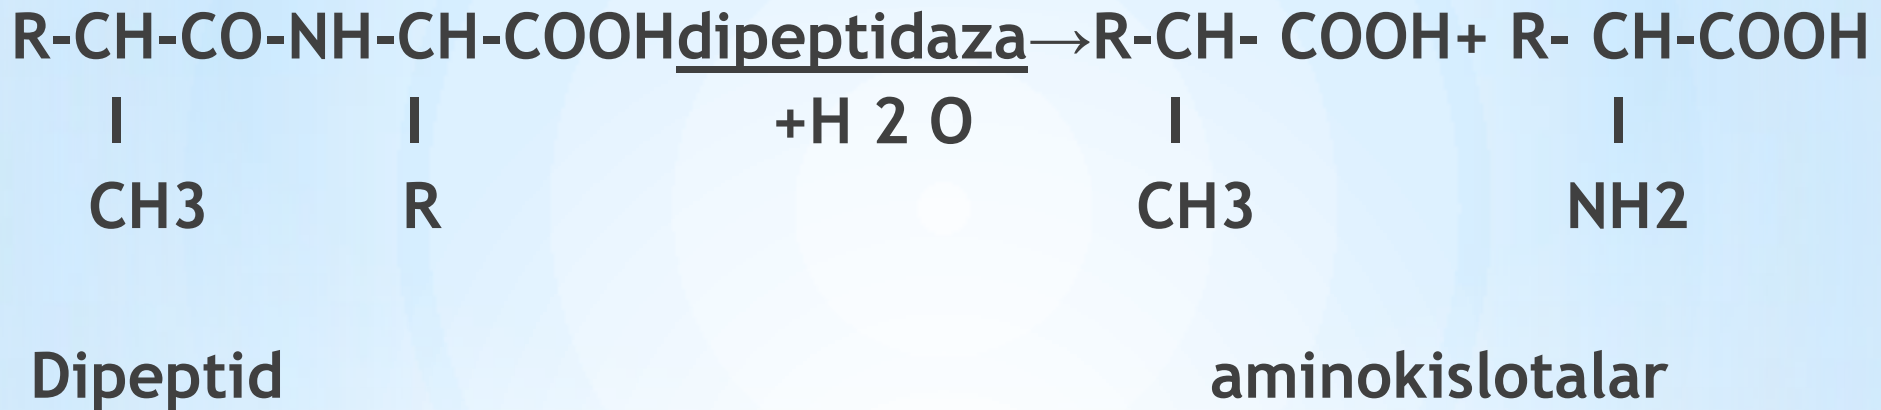 R-CH-CO-NH-CH-COOHdipeptidaza→R-CH- COOH+ R- CH-COOH
I I +H 2 O I I
CH3 R CH3 NH2
Dipeptid aminokislotalar